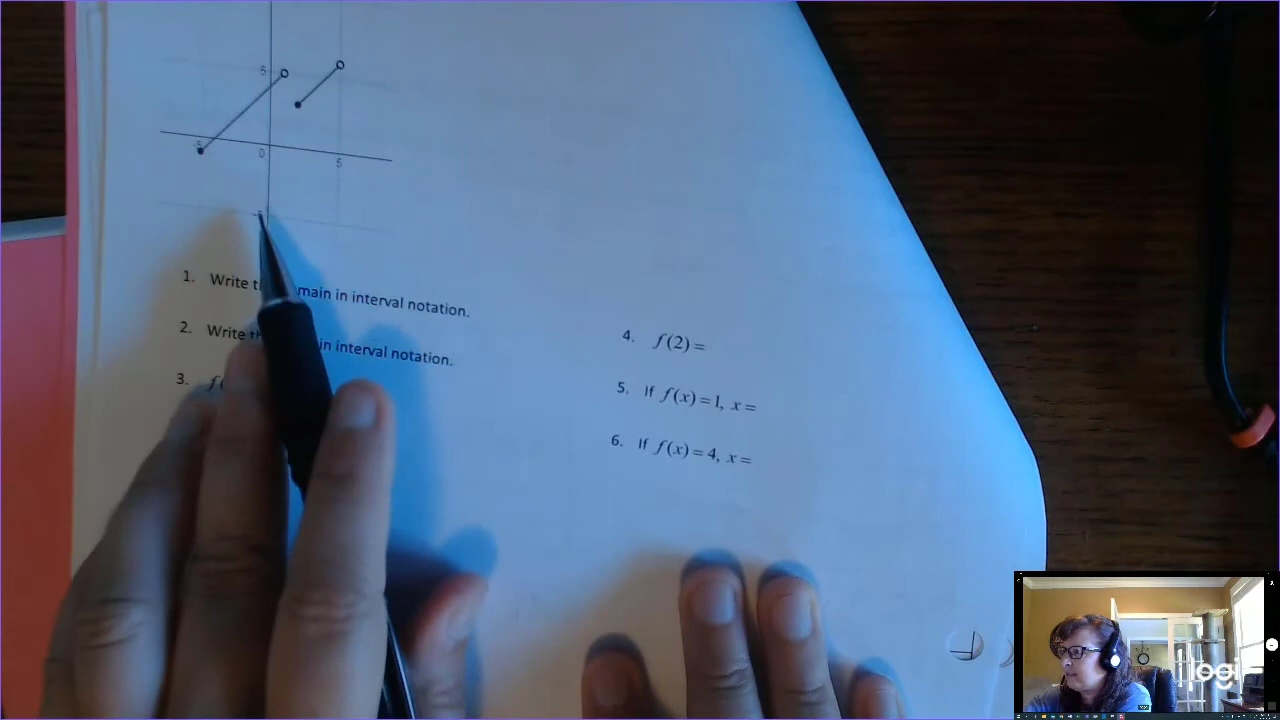 5
0
5
1. Write main in interval notation.
2. Write in interval notation.
3.
4. f(2) =
5. If f(x) = 1, x =
6. If f(x) = 4, x =
logi